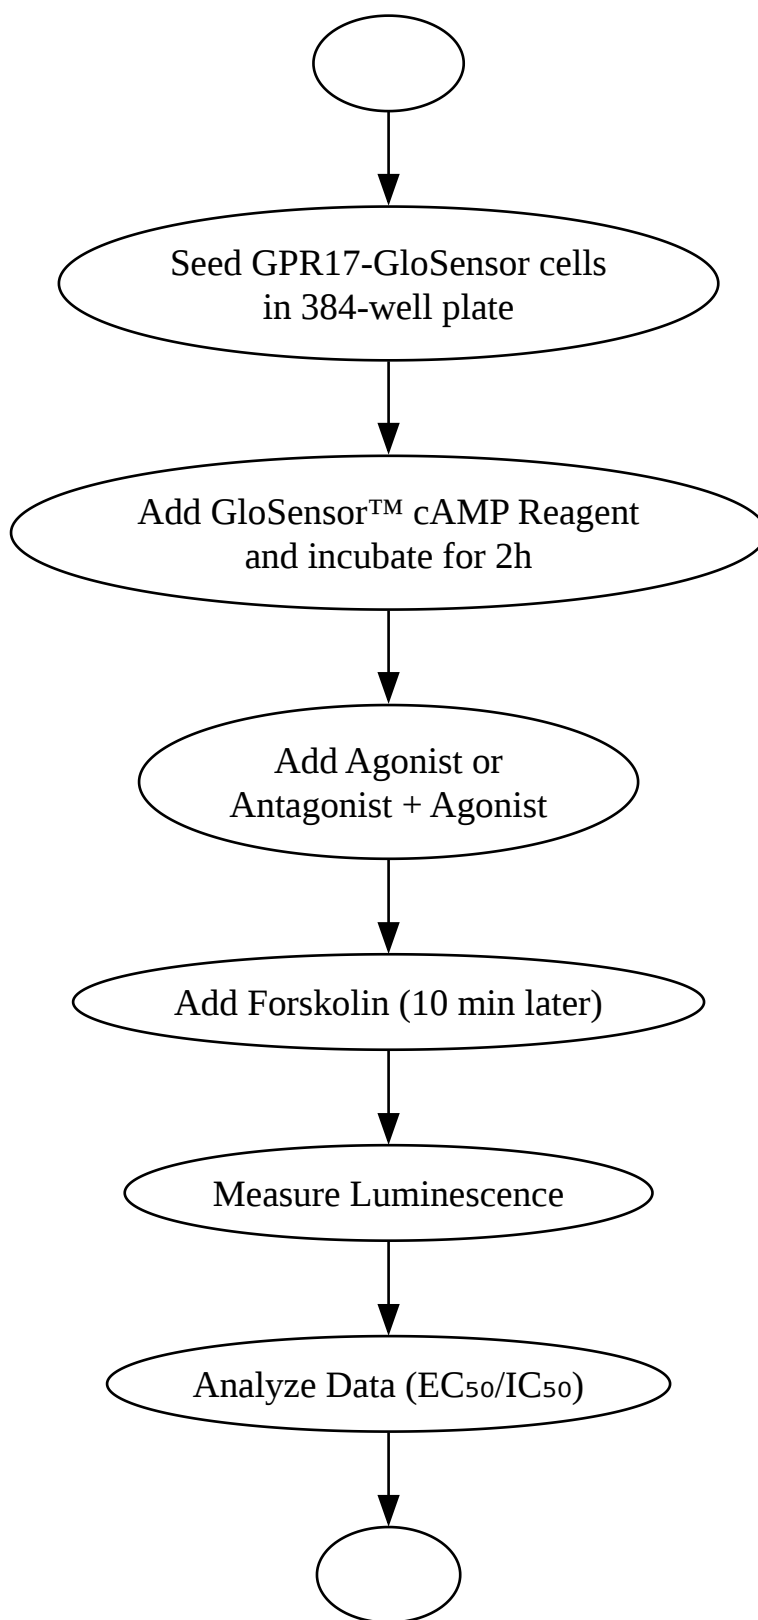 Seed GPR17-GloSensor cells
in 384-well plate
Add GloSensor™ cAMP Reagent
and incubate for 2h
Add Agonist or
Antagonist + Agonist
Add Forskolin (10 min later)
Measure Luminescence
Analyze Data (EC₅₀/IC₅₀)